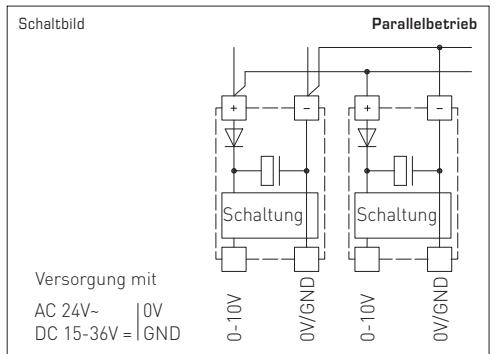 Schaltbild
Parallelbetrieb
+
–
+
–
Schaltung
Schaltung
Versorgung mit
AC 24V~ | 0V
DC 15-36V = | GND
0-10V
0V/GND
0-10V
0V/GND